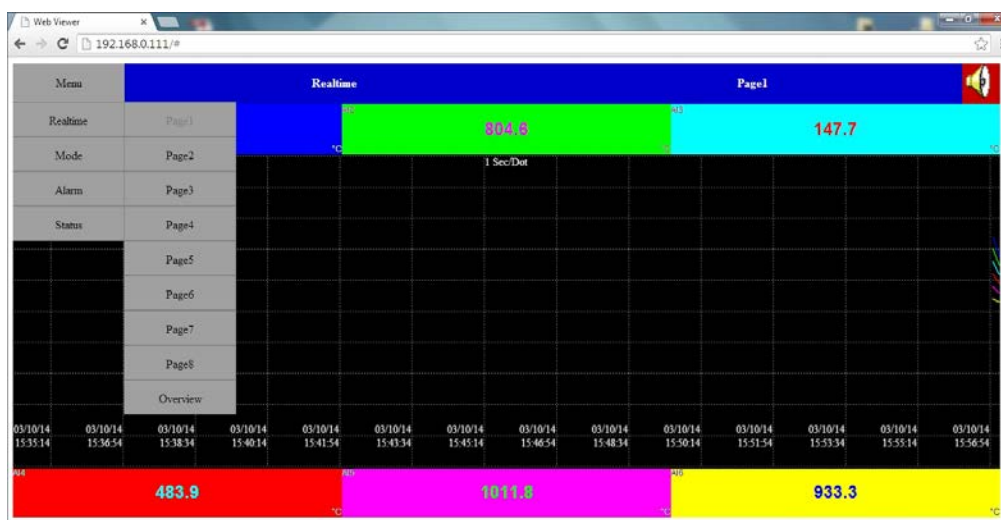 Web Viewer
192.168.0.111/#
Menu Realtime Page1
Realtime Page1 °C AI2 804.6 °C AI3 147.7 °C
Mode Page2 1 Sec/Dot
Alarm Page3
Status Page4
Page5
Page6
Page7
Page8
Overview
03/10/14 03/10/14 03/10/14 03/10/14 03/10/14 03/10/14 03/10/14 03/10/14 03/10/14 03/10/14 03/10/14 03/10/14 03/10/14 03/10/14
15:35:14 15:36:54 15:38:34 15:40:14 15:41:54 15:43:34 15:45:14 15:46:54 15:48:34 15:50:14 15:51:54 15:53:34 15:55:14 15:56:54
AI4 483.9 °C AI5 1011.8 °C AI6 933.3 °C